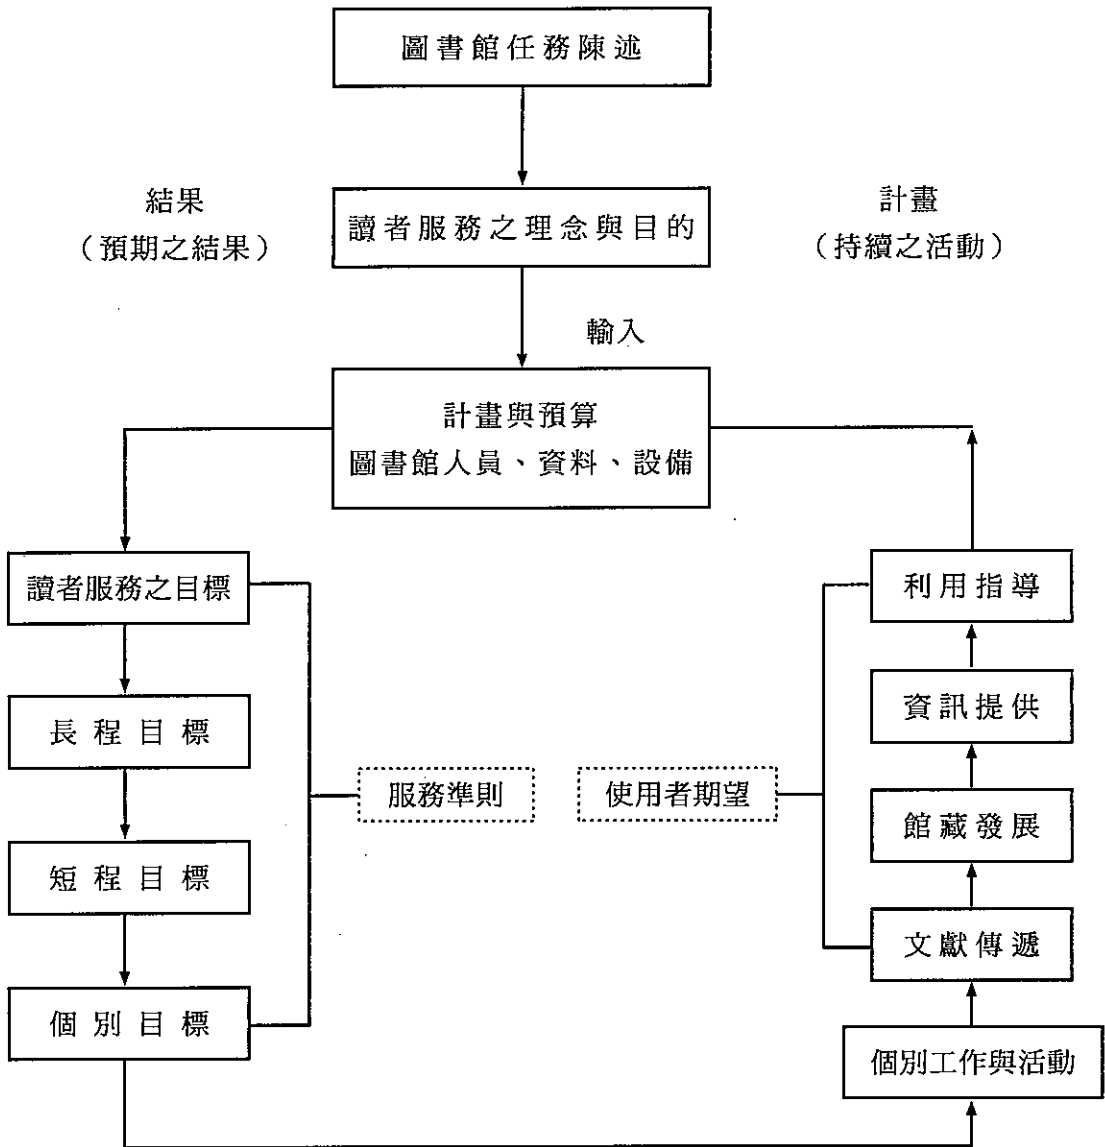 圖書館任務陳述
結果
（預期之結果）
讀者服務之理念與目的
計畫
（持續之活動）
輸入
計畫與預算
圖書館人員、資料、設備
讀者服務之目標
長程目標
短程目標
個別目標
服務準則
使用者期望
利用指導
資訊提供
館藏發展
文獻傳遞
個別工作與活動